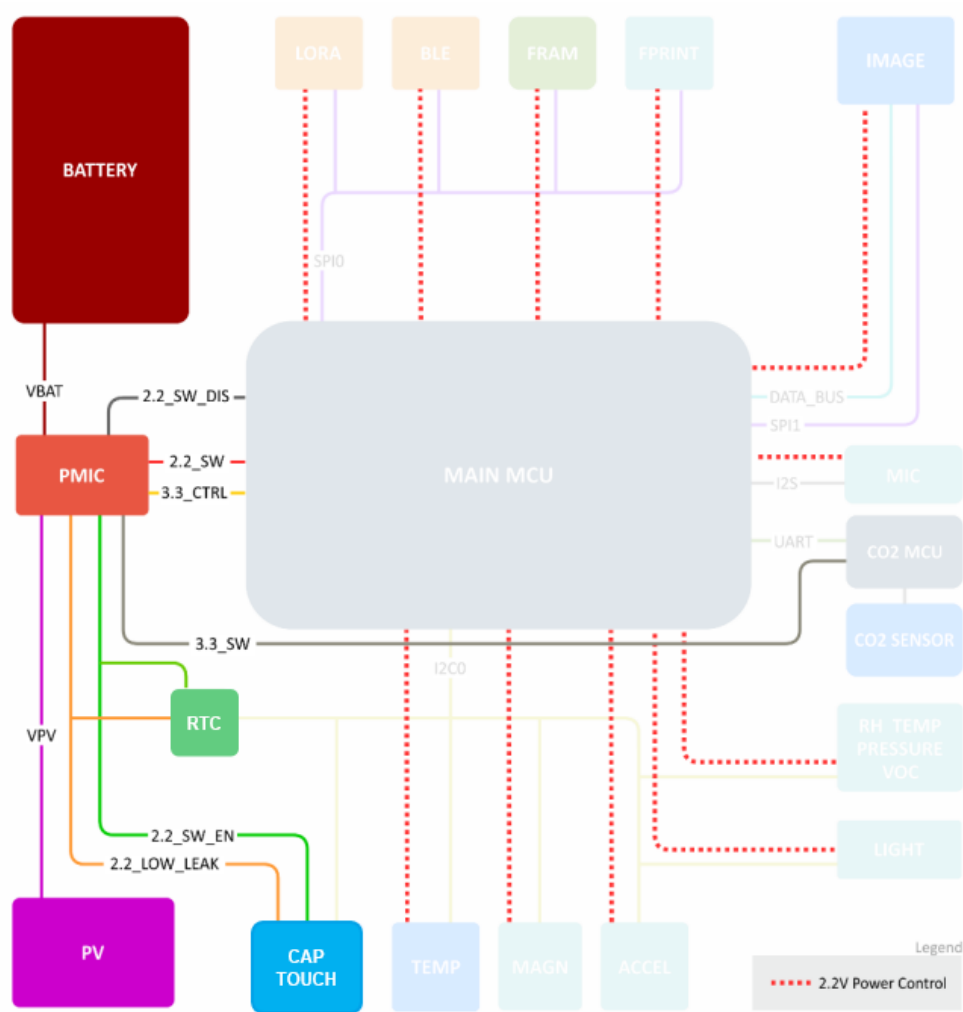 LORA
BLE
FRAM
FPRINT
IMAGE
BATTERY
SPI0
VBAT
2.2_SW_DIS
DATA_BUS
SPI1
PMIC
2.2_SW
3.3_CTRL
MAIN MCU
MIC
I2S
UART
CO2 MCU
3.3_SW
CO2 SENSOR
I2C0
RTC
VPV
RH TEMP
PRESSURE
VOC
2.2_SW_EN
2.2_LOW_LEAK
LIGHT
PV
CAP
TOUCH
TEMP
MAGN
ACCEL
Legend
2.2V Power Control